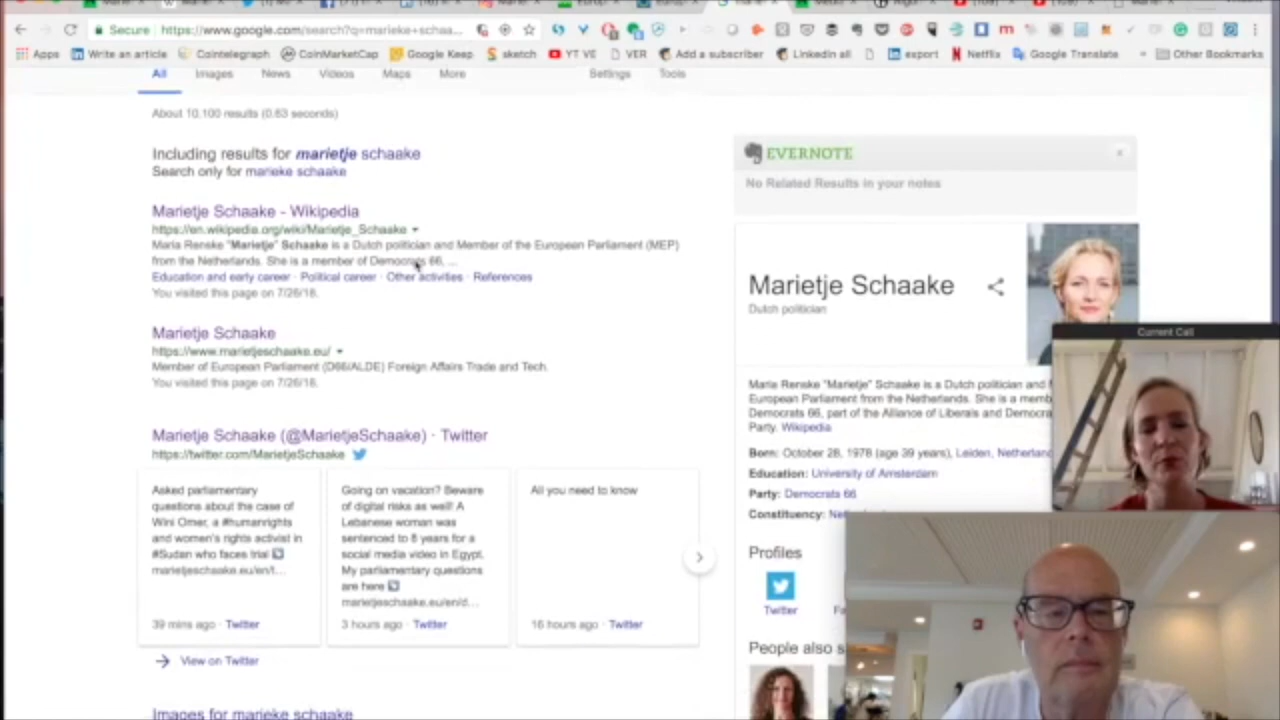 Secure
https://www.google.com/search?q=marieke+schaa...
Apps
Write an article
Cointelegraph
CoinMarketCap
Google Keep
sketch
YT VE
VER
Add a subscriber
LinkedIn all
export
Netflix
Google Translate
»
Other Bookmarks
All
Images
News
Videos
Maps
More
Settings
Tools
About 10,100 results (0.63 seconds)
Including results for marietje schaake
Search only for marieke schaake
Marietje Schaake - Wikipedia
https://en.wikipedia.org/wiki/Marietje_Schaake
Maria Renske "Marietje" Schaake is a Dutch politician and Member of the European Parliament (MEP)
from the Netherlands. She is a member of Democrats 66, ...
Education and early career · Political career · Other activities · References
You visited this page on 7/26/18.
Marietje Schaake
https://www.marietjeschaake.eu/
Member of European Parliament (D66/ALDE) Foreign Affairs Trade and Tech.
You visited this page on 7/26/18.
Marietje Schaake (@MarietjeSchaake) · Twitter
https://twitter.com/MarietjeSchaake
Asked parliamentary
questions about the case of
Wini Omer, a #humanrights
and women's rights activist in
#Sudan who faces trial
marietjeschaake.eu/en/t...
39 mins ago · Twitter
Going on vacation? Beware
of digital risks as well! A
Lebanese woman was
sentenced to 8 years for a
social media video in Egypt.
My parliamentary questions
are here
marietjeschaake.eu/en/d...
3 hours ago · Twitter
All you need to know
16 hours ago · Twitter
View on Twitter
Images for marieke schaake
EVERNOTE
No Related Results in your notes
Marietje Schaake
Dutch politician
Maria Renske "Marietje" Schaake is a Dutch politician and
European Parliament from the Netherlands. She is a memb
Democrats 66, part of the Alliance of Liberals and Democra
Party. Wikipedia
Born: October 28, 1978 (age 39 years), Leiden, Netherlan
Education: University of Amsterdam
Party: Democrats 66
Constituency: Net
Profiles
Twitter
People also s
Current Call